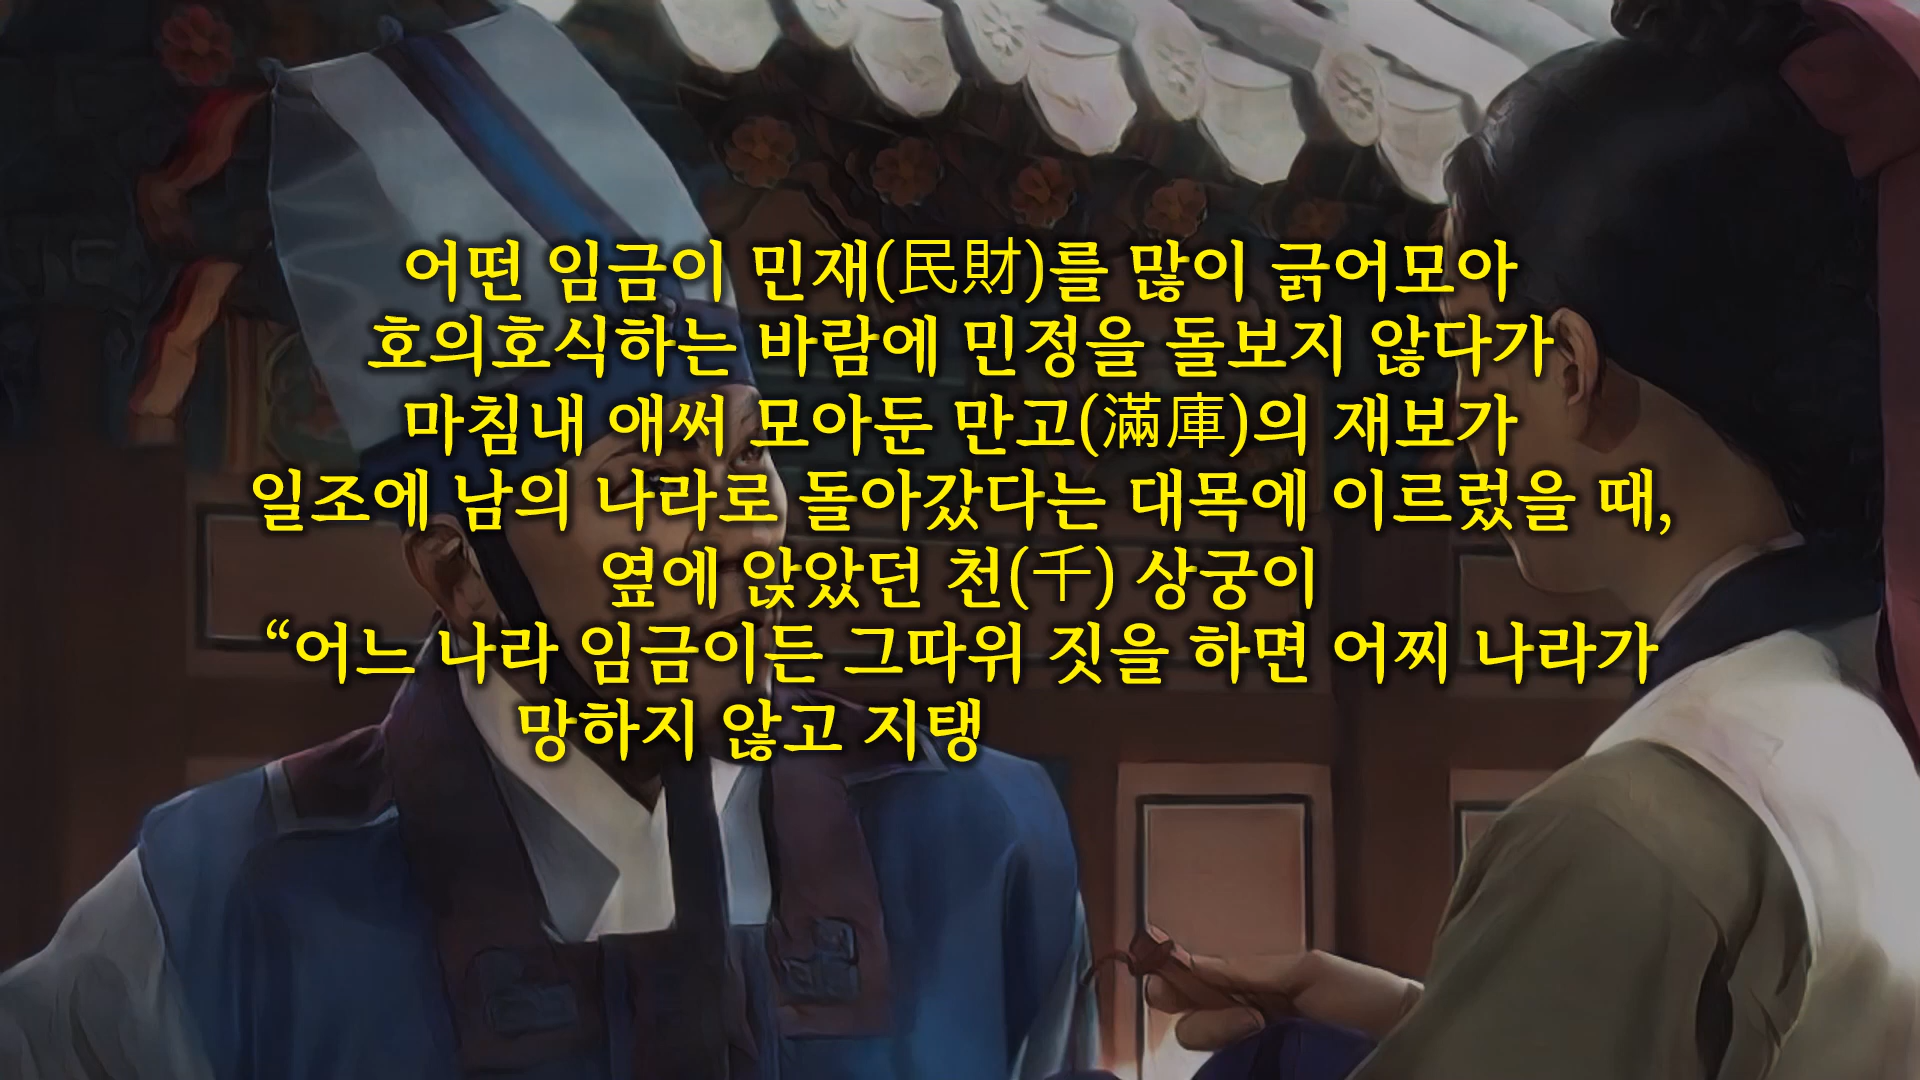 어떤 임금이 민재(民財)를 많이 긁어모아
호의호식하는 바람에 민정을 돌보지 않다가
마침내 애써 모아둔 만고(滿庫)의 재보가
일조에 남의 나라로 돌아갔다는 대목에 이르렀을 때,
옆에 앉았던 천(千) 상궁이
“어느 나라 임금이든 그따위 짓을 하면 어찌 나라가
망하지 않고 지탱